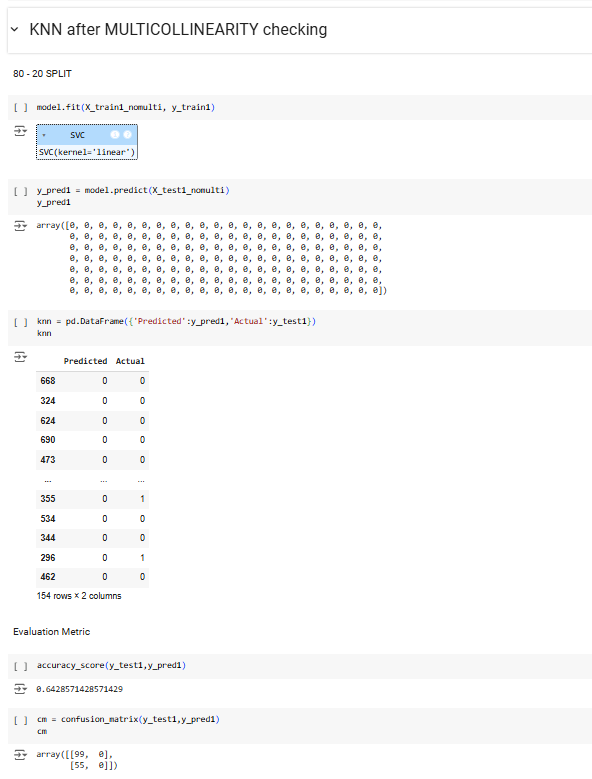 KNN after MULTICOLLINEARITY checking
80 - 20 SPLIT
[ ] model.fit(X_train1_nomulti, y_train1)
SVC
SVC(kernel='linear')
[ ] y_pred1 = model.predict(X_test1_nomulti)
y_pred1
array([0, 0, 0, 0, 0, 0, 0, 0, 0, 0, 0, 0, 0, 0, 0, 0, 0, 0, 0, 0, 0, 0,
0, 0, 0, 0, 0, 0, 0, 0, 0, 0, 0, 0, 0, 0, 0, 0, 0, 0, 0, 0, 0, 0,
0, 0, 0, 0, 0, 0, 0, 0, 0, 0, 0, 0, 0, 0, 0, 0, 0, 0, 0, 0, 0, 0,
0, 0, 0, 0, 0, 0, 0, 0, 0, 0, 0, 0, 0, 0, 0, 0, 0, 0, 0, 0, 0, 0,
0, 0, 0, 0, 0, 0, 0, 0, 0, 0, 0, 0, 0, 0, 0, 0, 0, 0, 0, 0, 0, 0,
0, 0, 0, 0, 0, 0, 0, 0, 0, 0, 0, 0, 0, 0, 0, 0, 0, 0, 0, 0, 0, 0,
0, 0, 0, 0, 0, 0, 0, 0, 0, 0, 0, 0, 0, 0, 0, 0, 0, 0, 0, 0, 0, 0])
[ ] knn = pd.DataFrame({'Predicted':y_pred1,'Actual':y_test1})
knn
Predicted Actual
668 0 0
324 0 0
624 0 0
690 0 0
473 0 0
... ... ...
355 0 1
534 0 0
344 0 0
296 0 1
462 0 0
154 rows × 2 columns
Evaluation Metric
[ ] accuracy_score(y_test1,y_pred1)
0.6428571428571429
[ ] cm = confusion_matrix(y_test1,y_pred1)
cm
array([[99, 0],
[55, 0]])